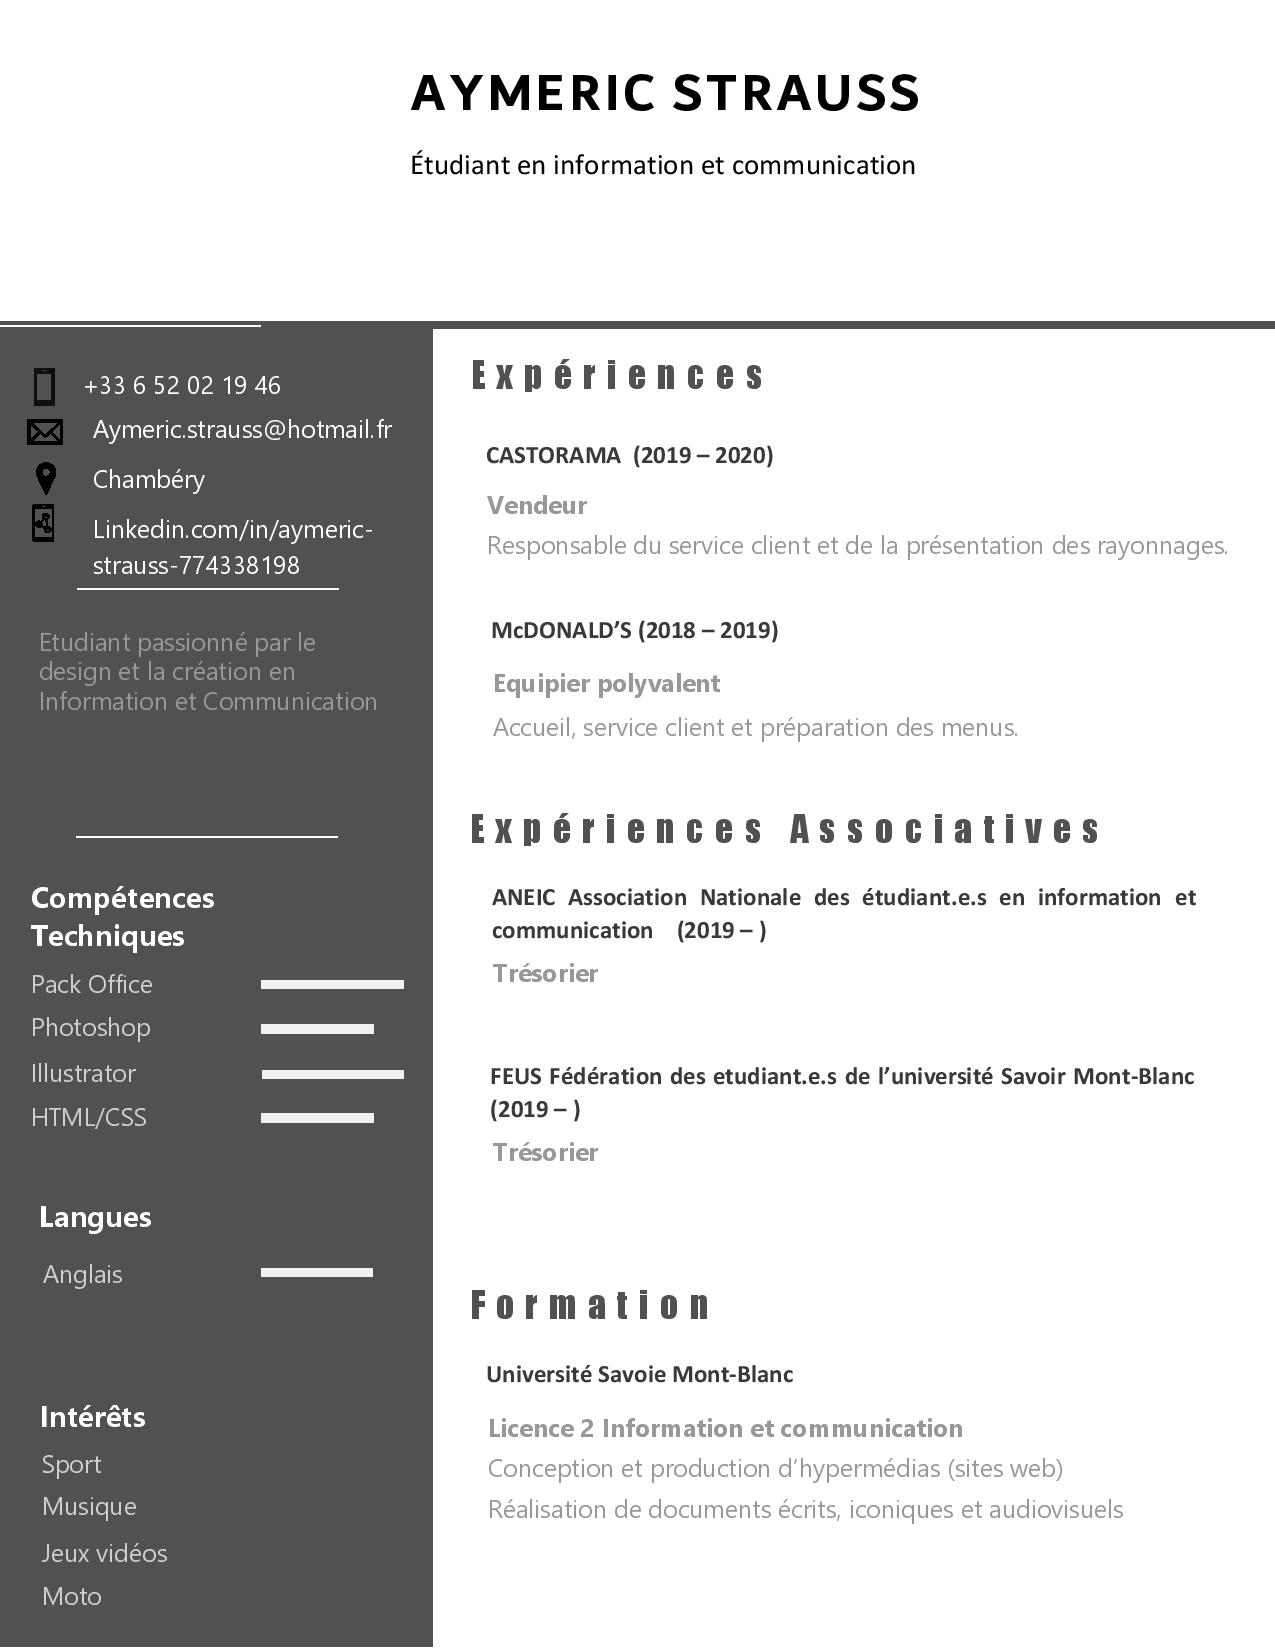 AYMERIC STRAUSS
Étudiant en information et communication
+33 6 52 02 19 46
Aymeric.strauss@hotmail.fr
Chambéry
Linkedin.com/in/aymeric-
strauss-774338198
Etudiant passionné par le
design et la création en
Information et Communication
Compétences
Techniques
Pack Office
Photoshop
Illustrator
HTML/CSS
Langues
Anglais
Intérêts
Sport
Musique
Jeux vidéos
Moto
Expériences
CASTORAMA (2019 – 2020)
Vendeur
Responsable du service client et de la présentation des rayonnages.
McDONALD’S (2018 – 2019)
Equipier polyvalent
Accueil, service client et préparation des menus.
Expériences Associatives
ANEIC Association Nationale des étudiant.e.s en information et
communication (2019 – )
Trésorier
FEUS Fédération des etudiant.e.s de l’université Savoir Mont-Blanc
(2019 – )
Trésorier
Formation
Université Savoie Mont-Blanc
Licence 2 Information et communication
Conception et production d’hypermédias (sites web)
Réalisation de documents écrits, iconiques et audiovisuels